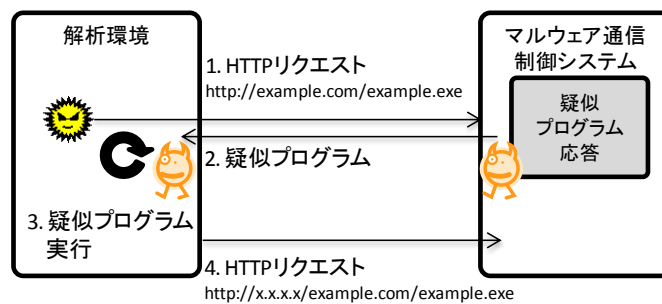 解析環境
マルウェア通信
制御システム
1. HTTPリクエスト
http://example.com/example.exe
疑似
プログラム
応答
2. 疑似プログラム
3. 疑似プログラム
実行
4. HTTPリクエスト
http://x.x.x.x/example.com/example.exe